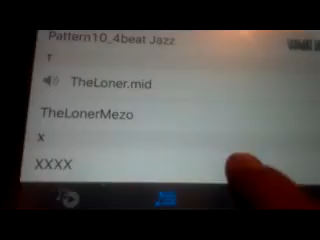 Pattern10_4beat Jazz
T
TheLoner.mid
TheLonerMezo
x
XXXX